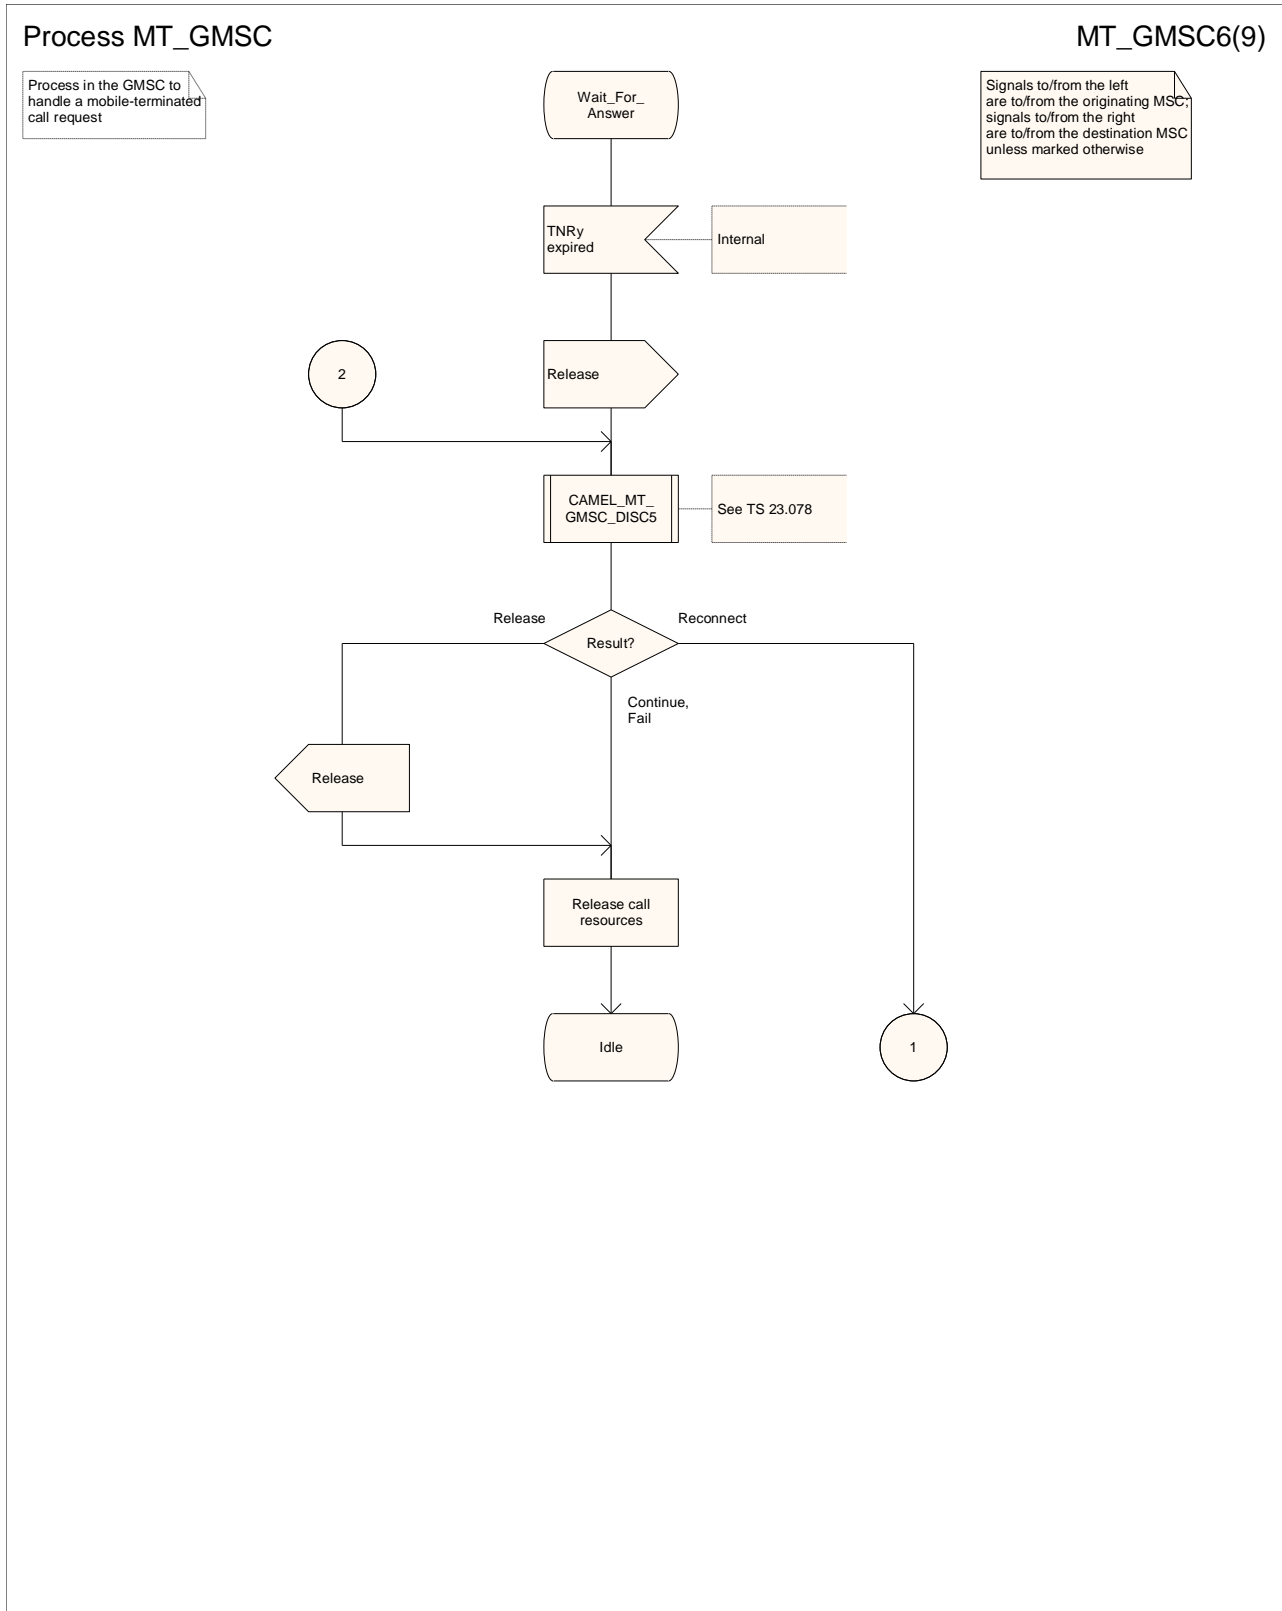 Process MT_GMSC
MT_GMSC6(9)
Process in the GMSC to
handle a mobile-terminated
call request
Signals to/from the left
are to/from the originating MSC;
signals to/from the right
are to/from the destination MSC
unless marked otherwise
Wait_For_
Answer
TNRy
expired
Internal
2
Release
CAMEL_MT_
GMSC_DISC5
See TS 23.078
Release
Reconnect
Result?
Continue,
Fail
Release
Release call
resources
Idle
1